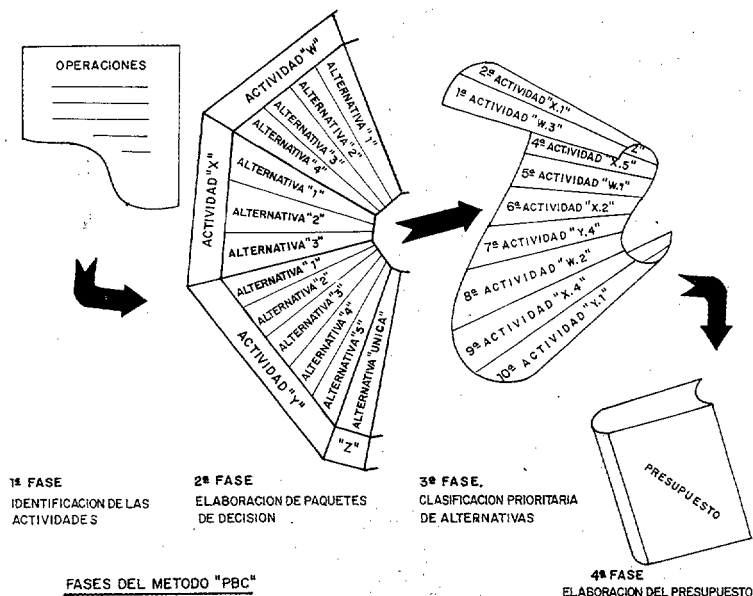 OPERACIONES
ACTIVIDAD "W"
ALTERNATIVA "1"
ALTERNATIVA "2"
ALTERNATIVA "3"
ALTERNATIVA "4"
ACTIVIDAD "X"
ALTERNATIVA "1"
ALTERNATIVA "2"
ALTERNATIVA "3"
ACTIVIDAD "Y"
ALTERNATIVA "1"
ALTERNATIVA "2"
ALTERNATIVA "3"
ALTERNATIVA "4"
ALTERNATIVA "5"
"Z"
ALTERNATIVA "UNICA"
2ª ACTIVIDAD "X.1"
1ª ACTIVIDAD "W.3"
Z"
4ª ACTIVIDAD "X.5"
5ª ACTIVIDAD "W.1"
6ª ACTIVIDAD "X.2"
7ª ACTIVIDAD "Y.4"
8ª ACTIVIDAD "W.2"
9ª ACTIVIDAD "X.4"
10ª ACTIVIDAD "Y.1"
PRESUPUESTO
1ª FASE
IDENTIFICACION DE LAS
ACTIVIDADES
2ª FASE
ELABORACION DE PAQUETES
DE DECISION
3ª FASE.
CLASIFICACION PRIORITARIA
DE ALTERNATIVAS
4ª FASE
ELABORACION DEL PRESUPUESTO
FASES DEL METODO "PBC"